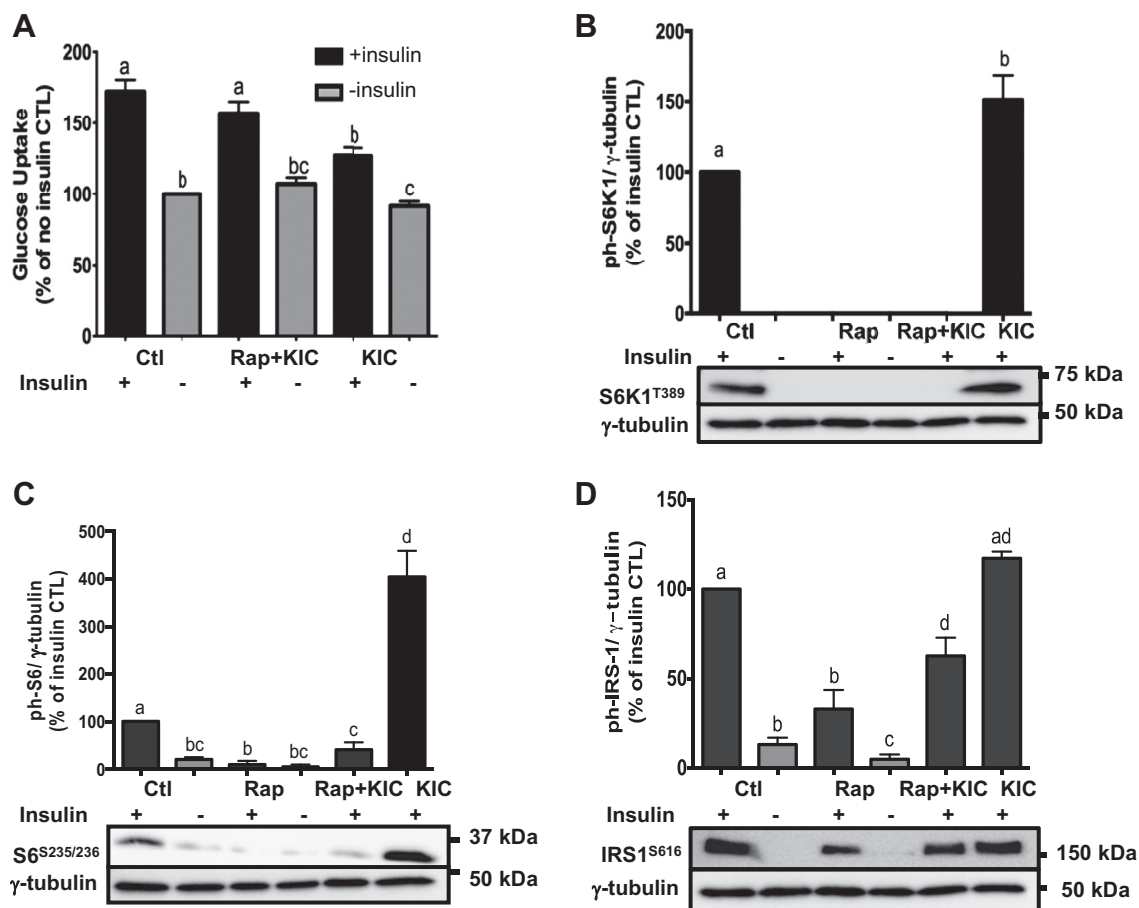 A
Glucose Uptake
(% of no insulin CTL)
200
150
100
50
0
+insulin
-insulin
a
b
a
bc
b
c
Ctl Rap+KIC KIC
Insulin + - + - + -
B
ph-S6K1/γ-tubulin
(% of insulin CTL)
200
150
100
50
0
a
b
Ctl Rap Rap+KIC KIC
Insulin + - + - + +
S6K1T389
γ-tubulin
75 kDa
50 kDa
C
ph-S6/γ-tubulin
(% of insulin CTL)
500
400
300
200
100
0
a
bc
b
bc
c
d
Ctl Rap Rap+KIC KIC
Insulin + - + - + +
S6S235/236
γ-tubulin
37 kDa
50 kDa
D
ph-IRS-1/γ-tubulin
(% of insulin CTL)
150
100
50
0
a
b
b
c
d
ad
Ctl Rap Rap+KIC KIC
Insulin + - + - + +
IRS1S616
γ-tubulin
150 kDa
50 kDa